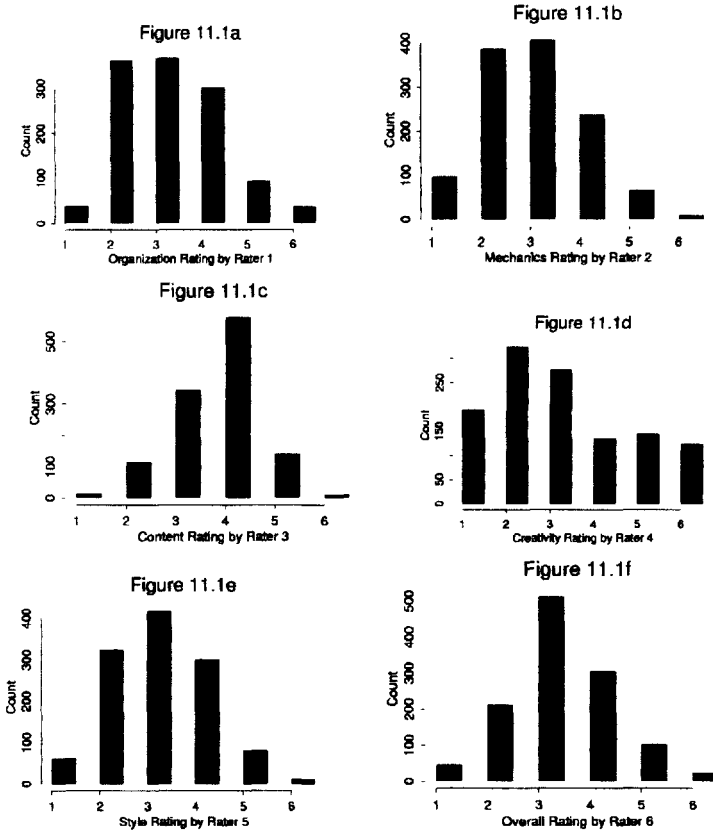 Figure 11.1a
Count
0 100 200 300
1 2 3 4 5 6
Organization Rating by Rater 1
Figure 11.1b
Count
0 100 200 300 400
1 2 3 4 5 6
Mechanics Rating by Rater 2
Figure 11.1c
Count
0 100 300 500
1 2 3 4 5 6
Content Rating by Rater 3
Figure 11.1d
Count
0 50 150 250
1 2 3 4 5 6
Creativity Rating by Rater 4
Figure 11.1e
Count
0 100 200 300 400
1 2 3 4 5 6
Style Rating by Rater 5
Figure 11.1f
Count
0 100 200 300 400 500
1 2 3 4 5 6
Overall Rating by Rater 6